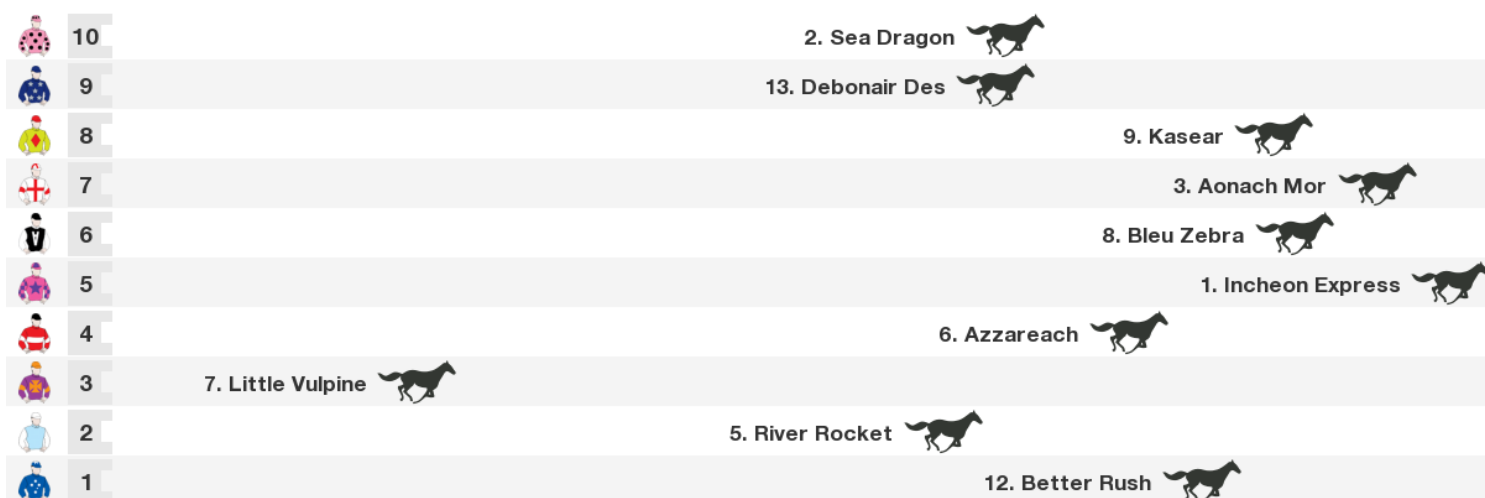 10 2. Sea Dragon
9 13. Debonair Des
8 9. Kasear
7 3. Aonach Mor
6 8. Bleu Zebra
5 1. Incheon Express
4 6. Azzareach
3 7. Little Vulpine
2 5. River Rocket
1 12. Better Rush